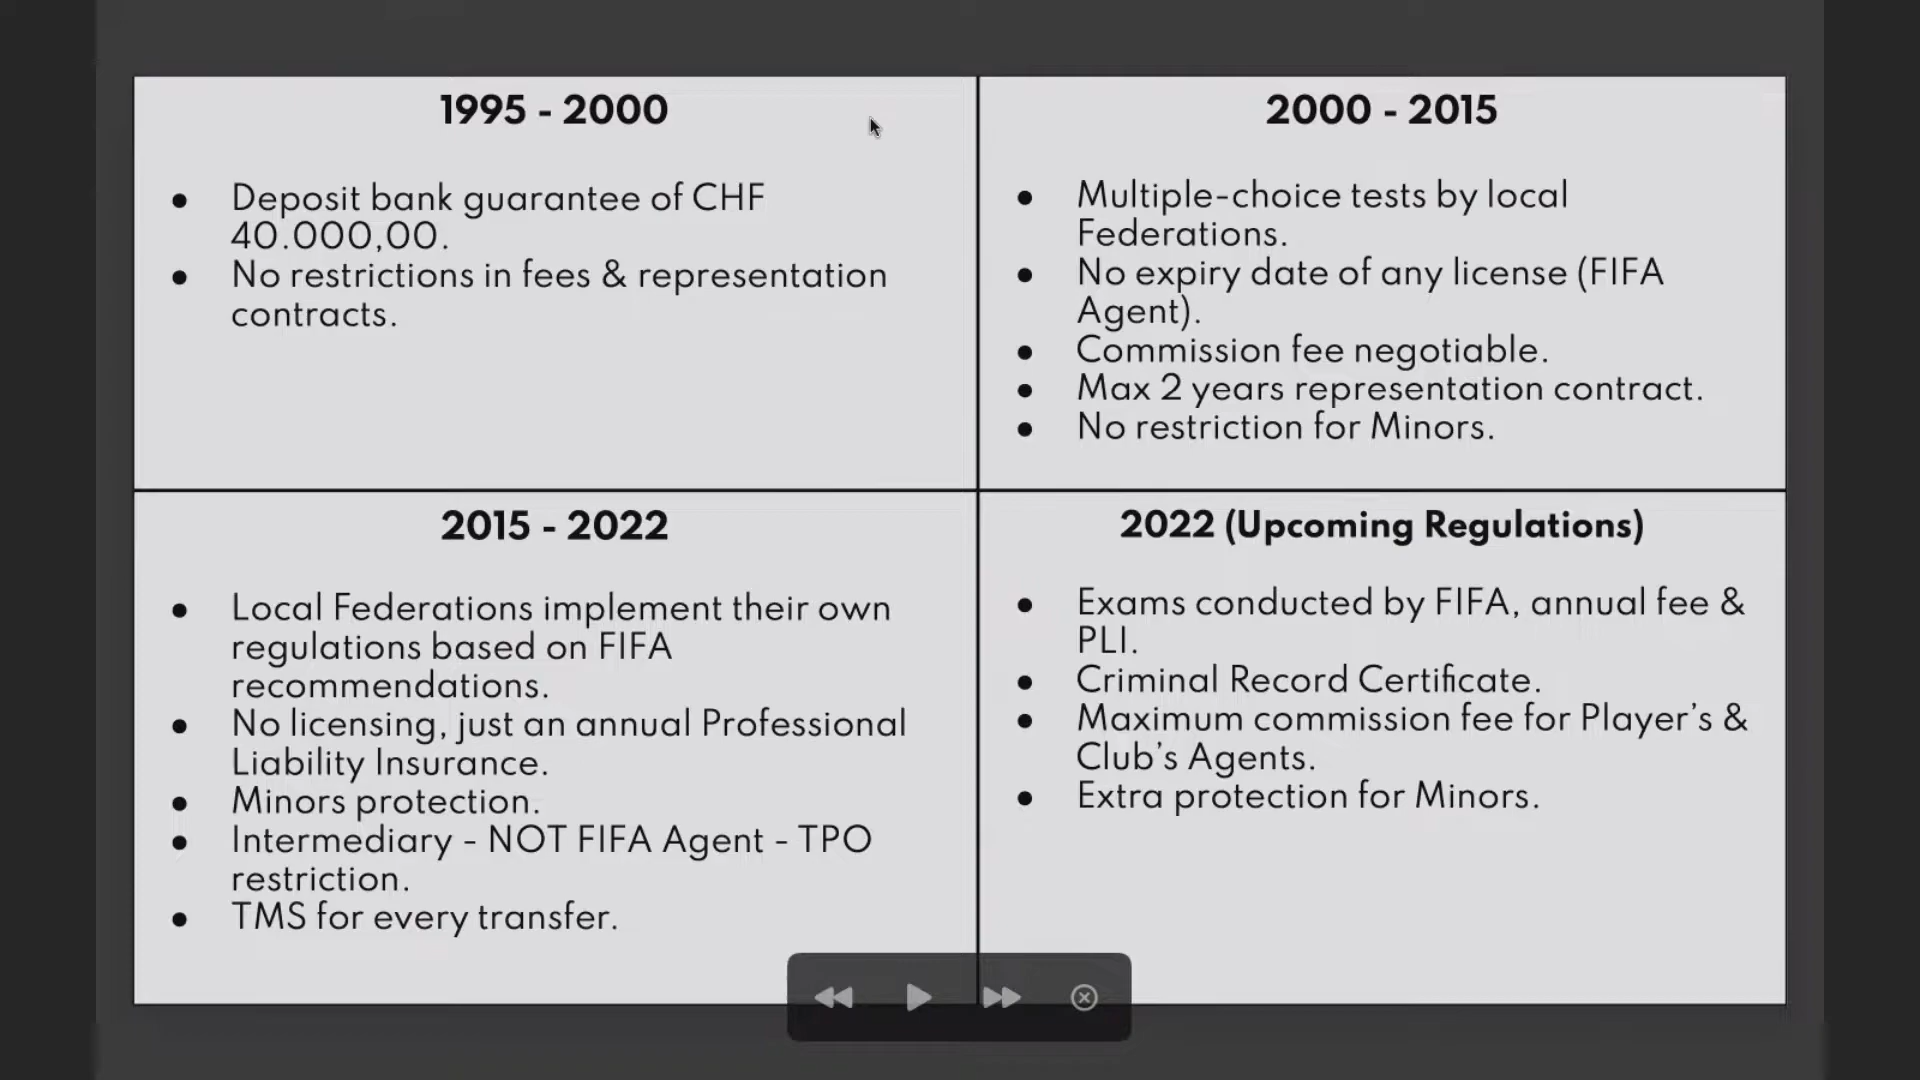 1995 - 2000
● Deposit bank guarantee of CHF
40.000,00.
● No restrictions in fees & representation
contracts.
2000 - 2015
● Multiple-choice tests by local
Federations.
● No expiry date of any license (FIFA
Agent).
● Commission fee negotiable.
● Max 2 years representation contract.
● No restriction for Minors.
2015 - 2022
● Local Federations implement their own
regulations based on FIFA
recommendations.
● No licensing, just an annual Professional
Liability Insurance.
● Minors protection.
● Intermediary - NOT FIFA Agent - TPO
restriction.
● TMS for every transfer.
2022 (Upcoming Regulations)
● Exams conducted by FIFA, annual fee &
PLI.
● Criminal Record Certificate.
● Maximum commission fee for Player’s &
Club’s Agents.
● Extra protection for Minors.